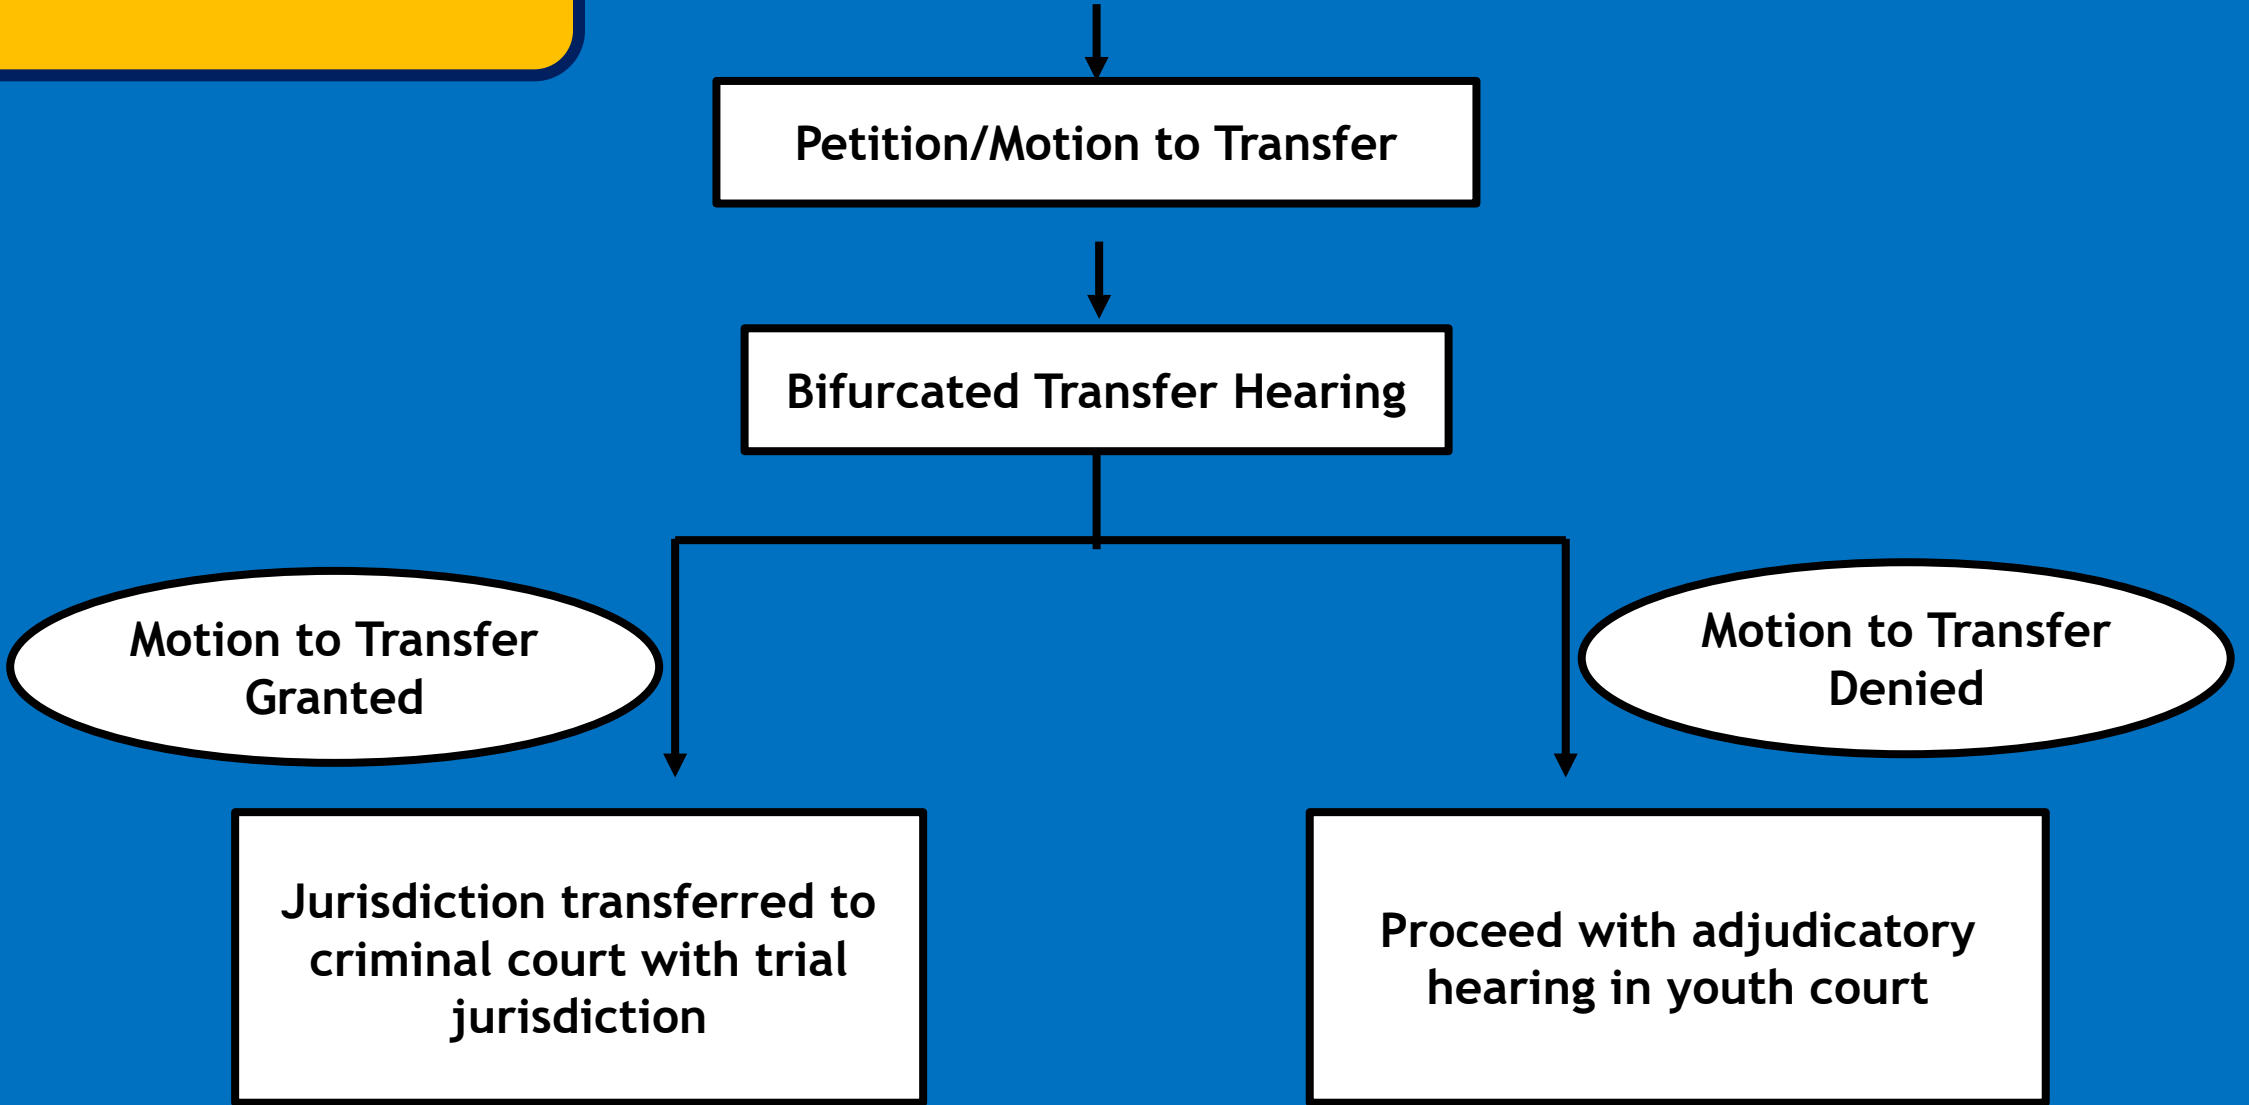 Petition/Motion to Transfer
Bifurcated Transfer Hearing
Motion to Transfer
Granted
Motion to Transfer
Denied
Jurisdiction transferred to
criminal court with trial
jurisdiction
Proceed with adjudicatory
hearing in youth court